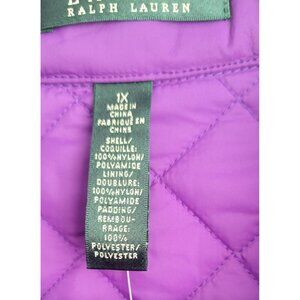 RALPH LAUREN
1X
MADE IN
CHINA
FABRIQUÉ EN
CHINE
SHELL/
COQUILLE:
100%NYLON/
POLYAMIDE
LINING/
DOUBLURE:
100%NYLON/
POLYAMIDE
PADDING/
REMBOU-
RRAGE:
100%
POLYESTER/
POLYESTER